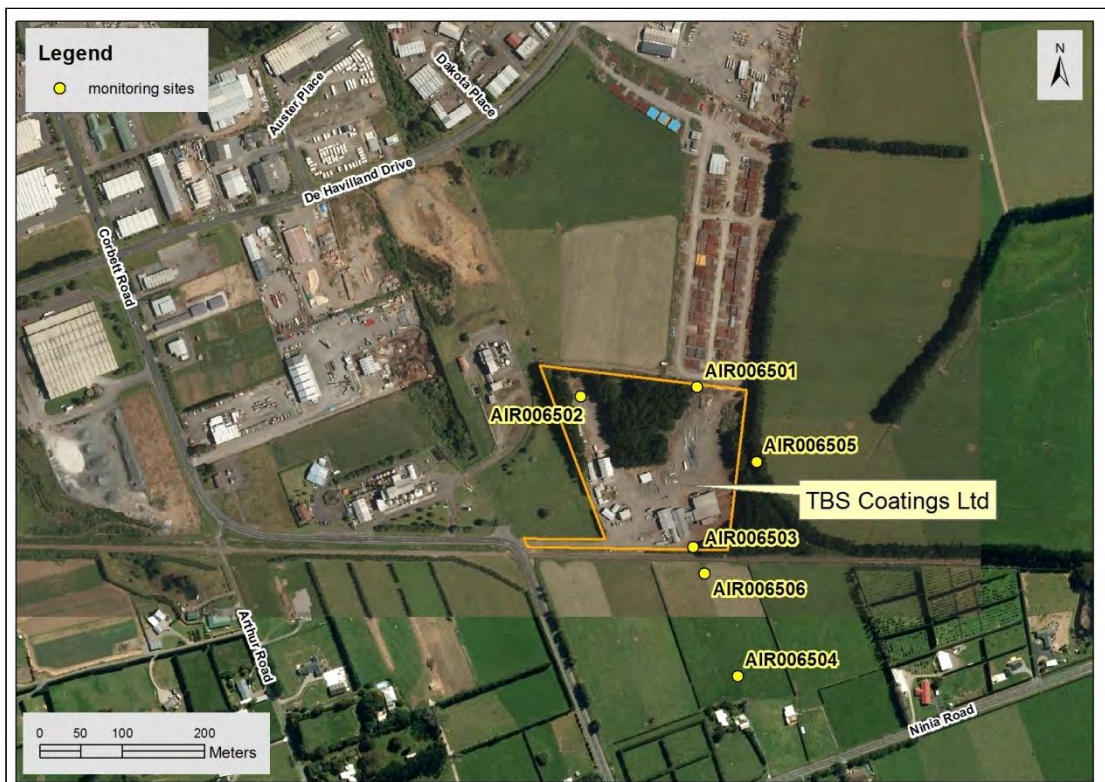 Legend
monitoring sites
N
Auster Place
Dakota Place
De Havilland Drive
Corbett Road
AIR006501
AIR006502
AIR006505
TBS Coatings Ltd
AIR006503
AIR006506
Arthur Road
AIR006504
Ninia Road
0 50 100 200
Meters